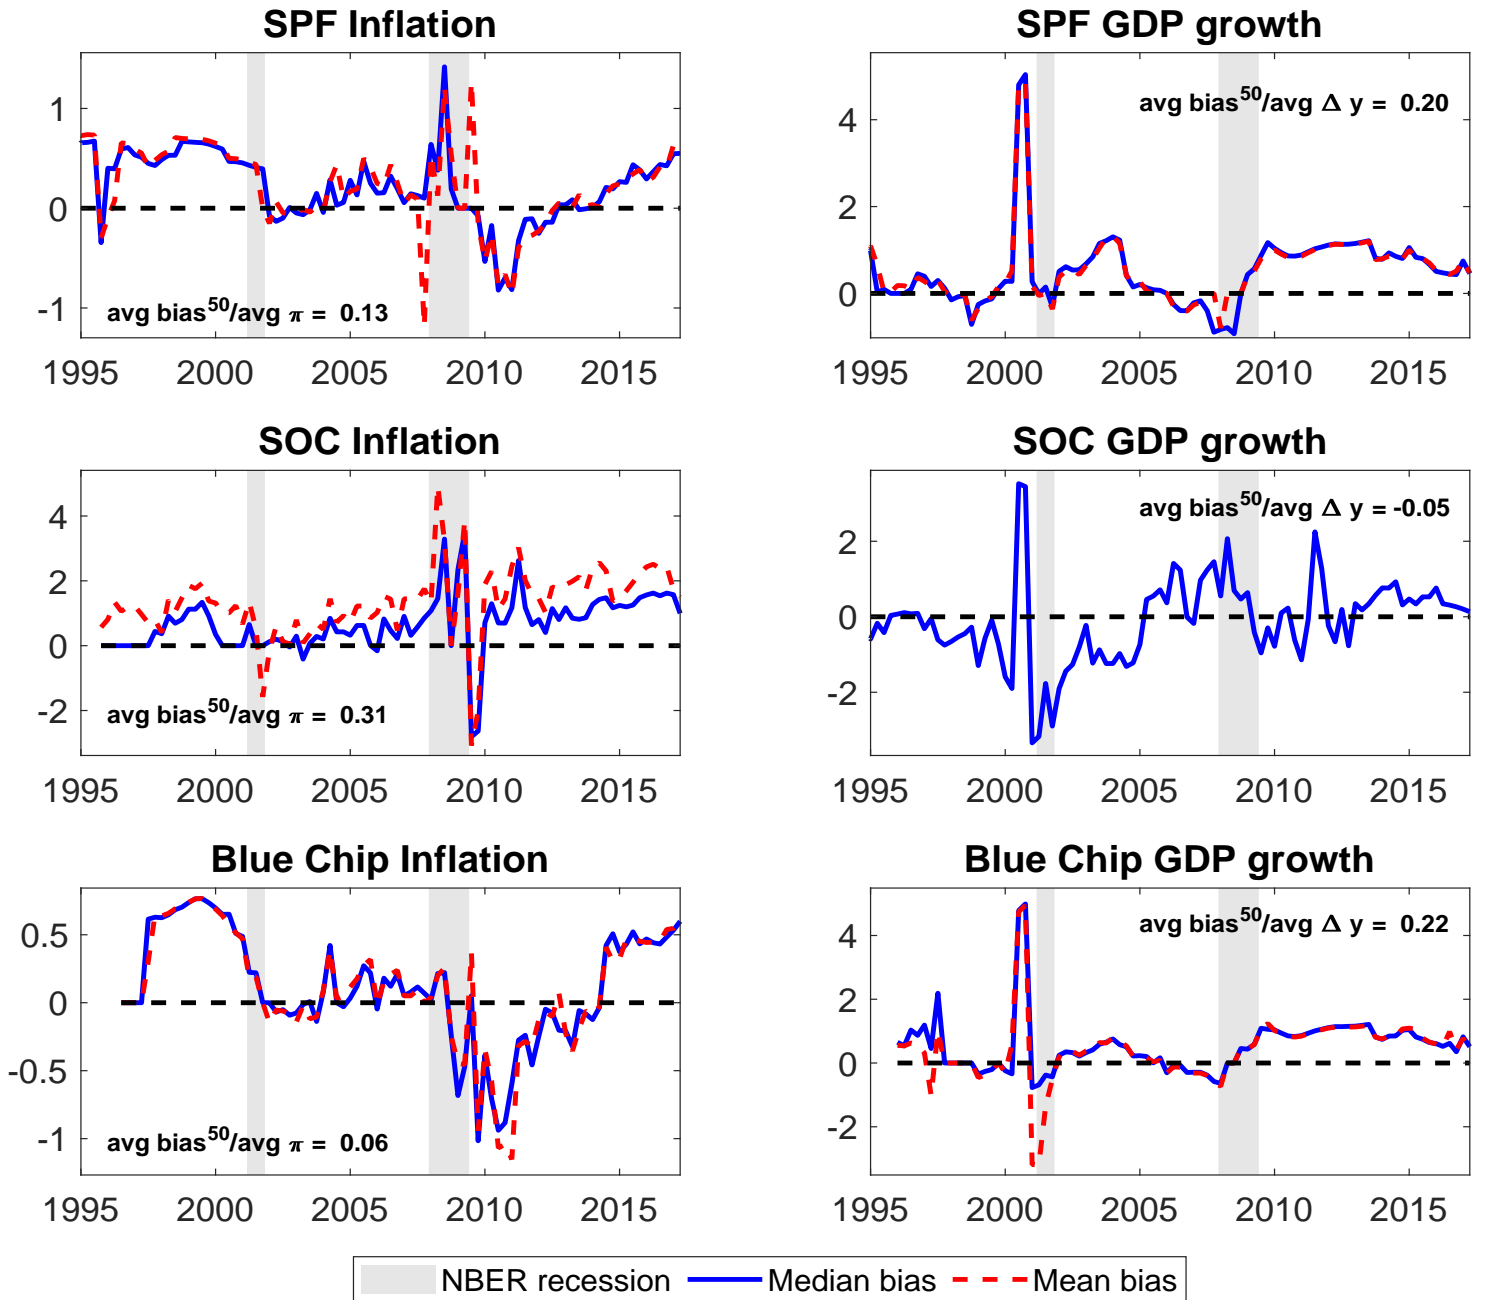 SPF Inflation
1
0
-1
avg bias⁵⁰/avg π = 0.13
1995 2000 2005 2010 2015
SPF GDP growth
4
2
0
avg bias⁵⁰/avg Δ y = 0.20
1995 2000 2005 2010 2015
SOC Inflation
4
2
0
-2
avg bias⁵⁰/avg π = 0.31
1995 2000 2005 2010 2015
SOC GDP growth
2
0
-2
avg bias⁵⁰/avg Δ y = -0.05
1995 2000 2005 2010 2015
Blue Chip Inflation
0.5
0
-0.5
-1
avg bias⁵⁰/avg π = 0.06
1995 2000 2005 2010 2015
Blue Chip GDP growth
4
2
0
-2
avg bias⁵⁰/avg Δ y = 0.22
1995 2000 2005 2010 2015
NBER recession Median bias Mean bias